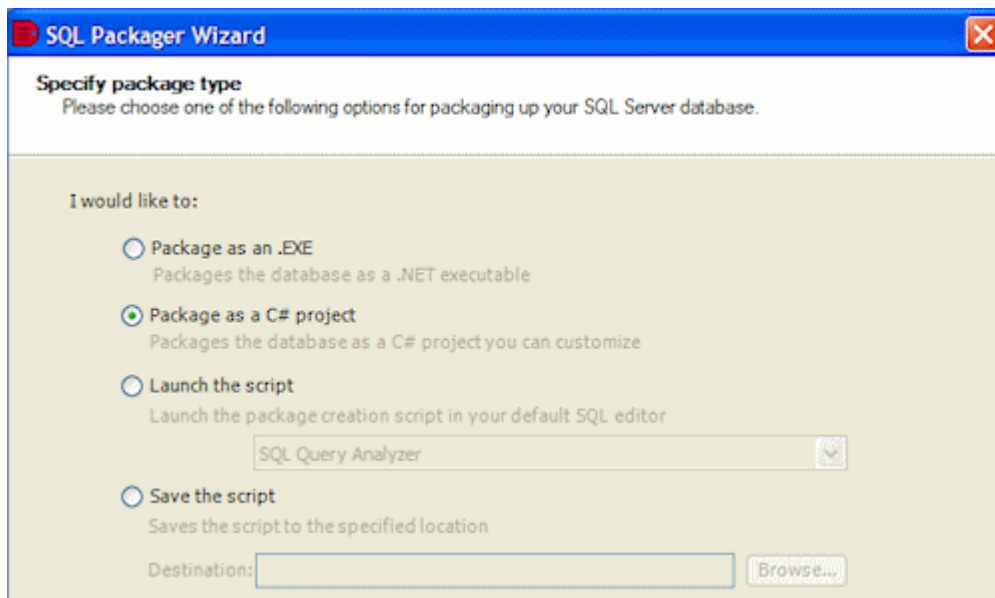 SQL Packager Wizard
Specify package type
Please choose one of the following options for packaging up your SQL Server database.
I would like to:
Package as an .EXE
Packages the database as a .NET executable
Package as a C# project
Packages the database as a C# project you can customize
Launch the script
Launch the package creation script in your default SQL editor
SQL Query Analyzer
Save the script
Saves the script to the specified location
Destination: Browse...